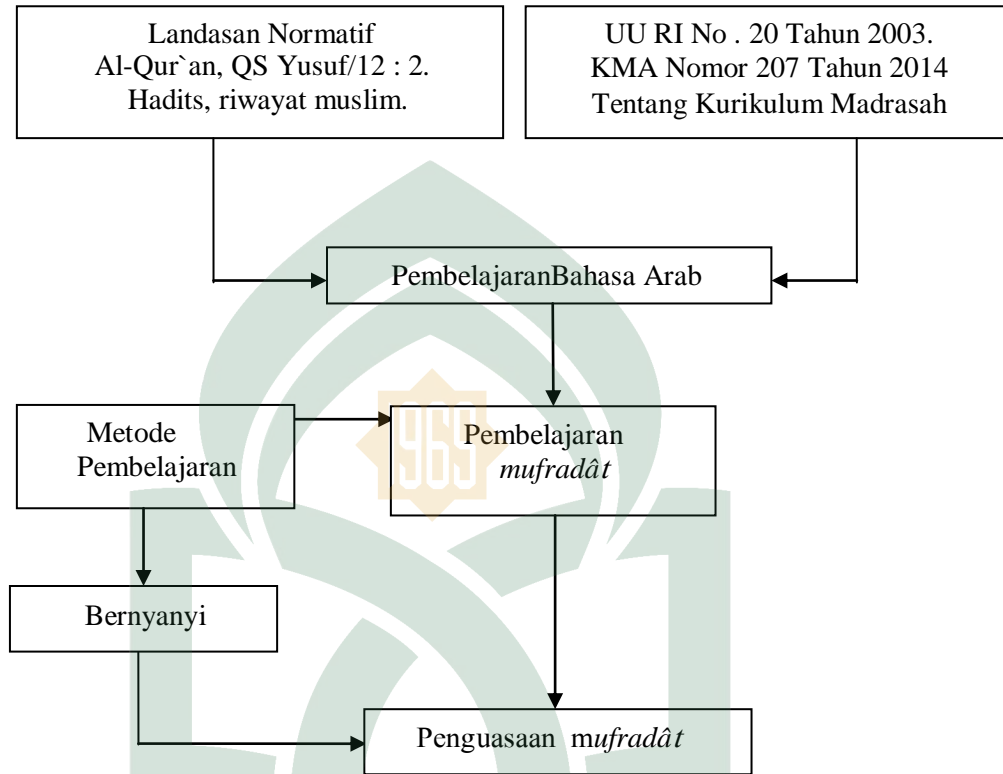 Landasan Normatif
Al-Qur`an, QS Yusuf/12 : 2.
Hadits, riwayat muslim.
UU RI No . 20 Tahun 2003.
KMA Nomor 207 Tahun 2014
Tentang Kurikulum Madrasah
PembelajaranBahasa Arab
Metode
Pembelajaran
Pembelajaran
mufradât
969
Bernyanyi
Penguasaan mufradât